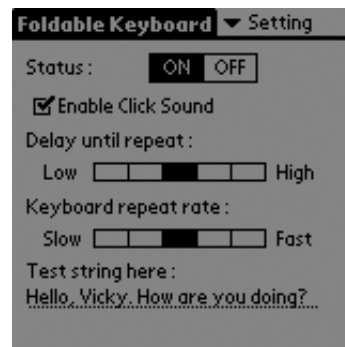 Foldable Keyboard Setting
Status: ON OFF
Enable Click Sound
Delay until repeat:
Low High
Keyboard repeat rate:
Slow Fast
Test string here:
Hello, Vicky. How are you doing?